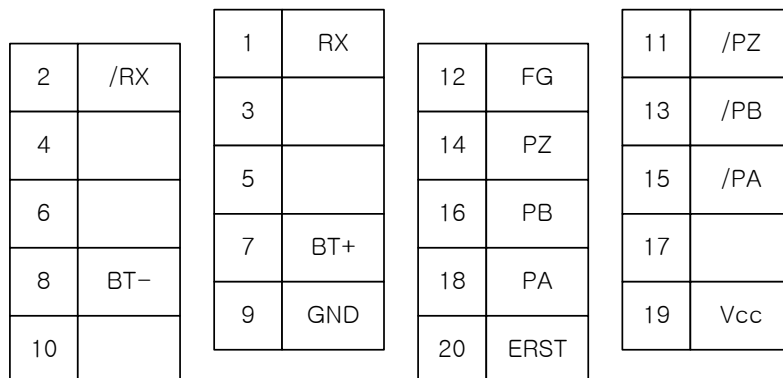 2 /RX
4
6
8 BT-
10
1 RX
3
5
7 BT+
9 GND
12 FG
14 PZ
16 PB
18 PA
20 ERST
11 /PZ
13 /PB
15 /PA
17
19 Vcc